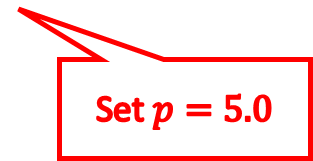 Set p = 5.0